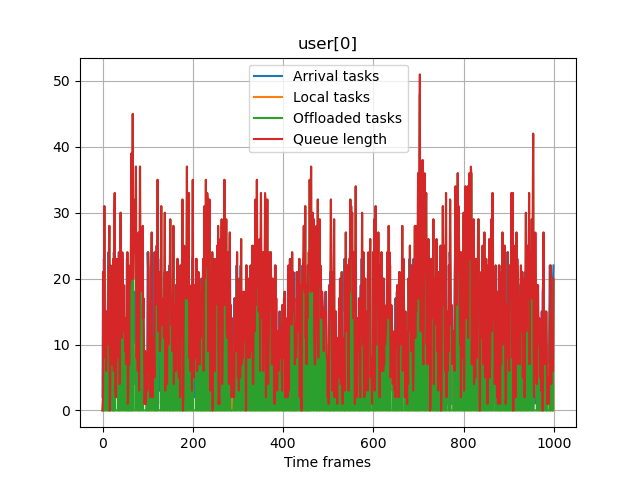 user[0]
Arrival tasks
Local tasks
Offloaded tasks
Queue length
50
40
30
20
10
0
0 200 400 600 800 1000
Time frames